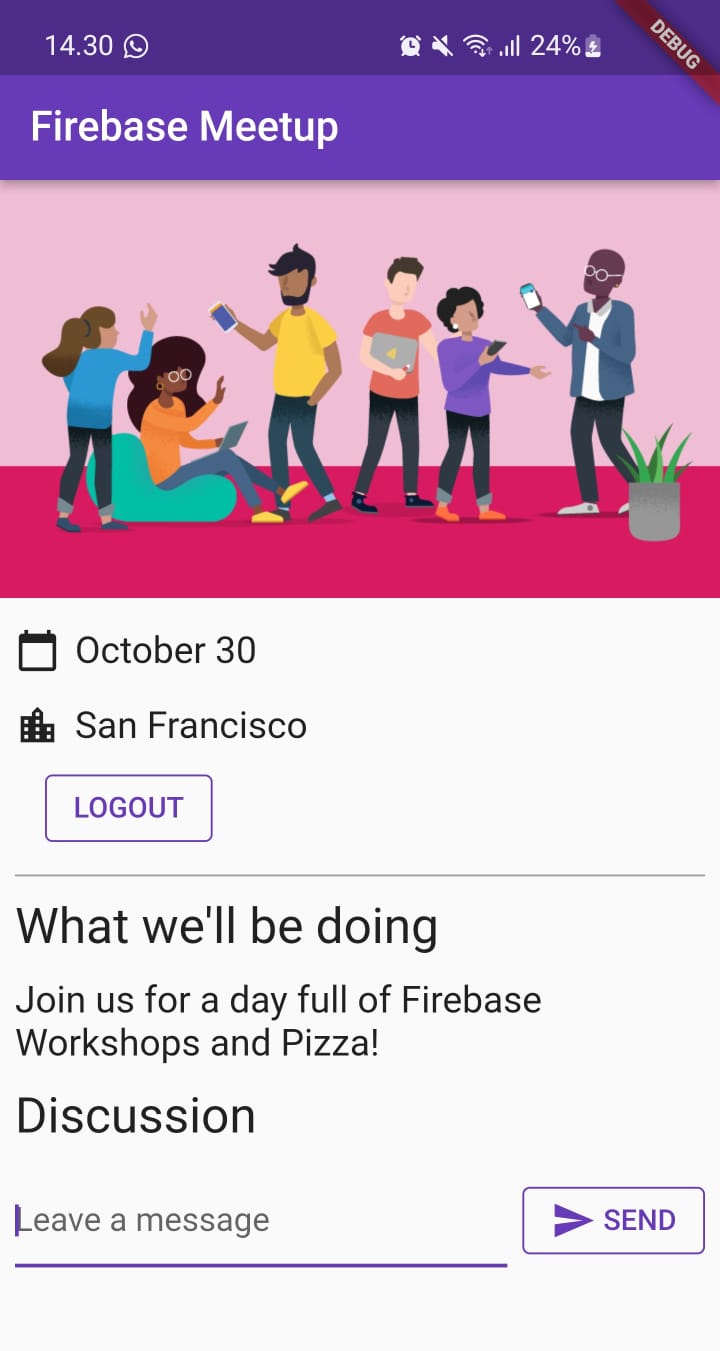 14.30
24%
DEBUG
Firebase Meetup
October 30
San Francisco
LOGOUT
What we'll be doing
Join us for a day full of Firebase
Workshops and Pizza!
Discussion
Leave a message
SEND